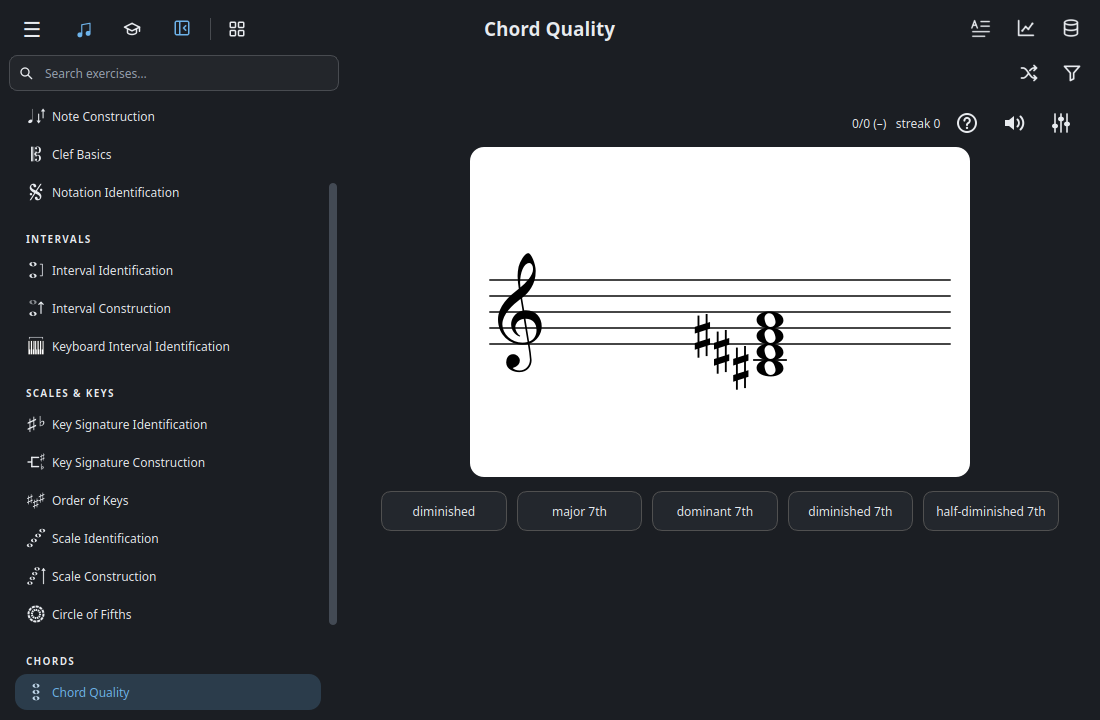 Chord Quality
Search exercises...
Note Construction
Clef Basics
Notation Identification
INTERVALS
Interval Identification
Interval Construction
Keyboard Interval Identification
SCALES & KEYS
Key Signature Identification
Key Signature Construction
Order of Keys
Scale Identification
Scale Construction
Circle of Fifths
CHORDS
Chord Quality
0/0 (–) streak 0
diminished
major 7th
dominant 7th
diminished 7th
half-diminished 7th